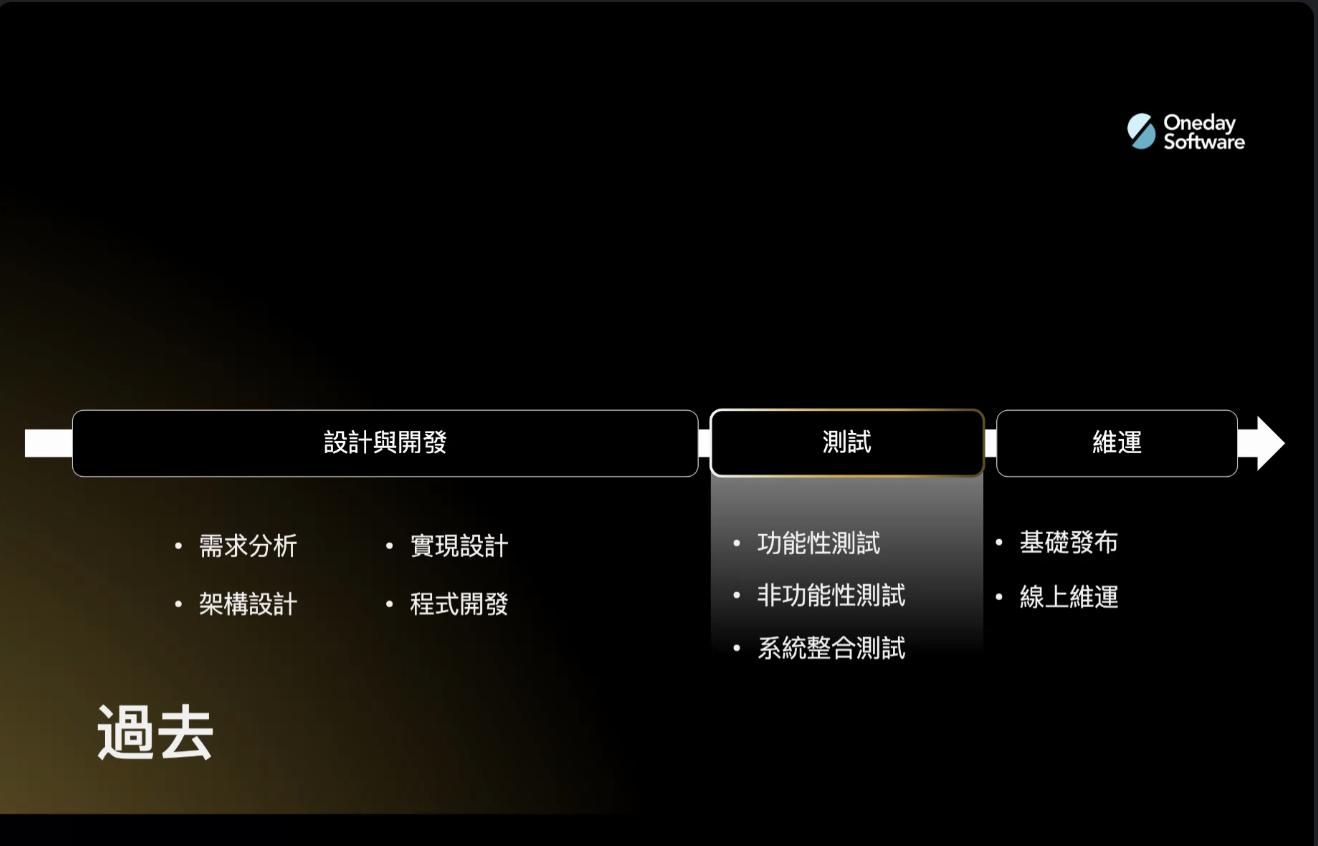 Oneday
Software
設計與開發
測試
維運
• 需求分析
• 架構設計
• 實現設計
• 程式開發
• 功能性測試
• 非功能性測試
• 系統整合測試
• 基礎發布
• 線上維運
過去